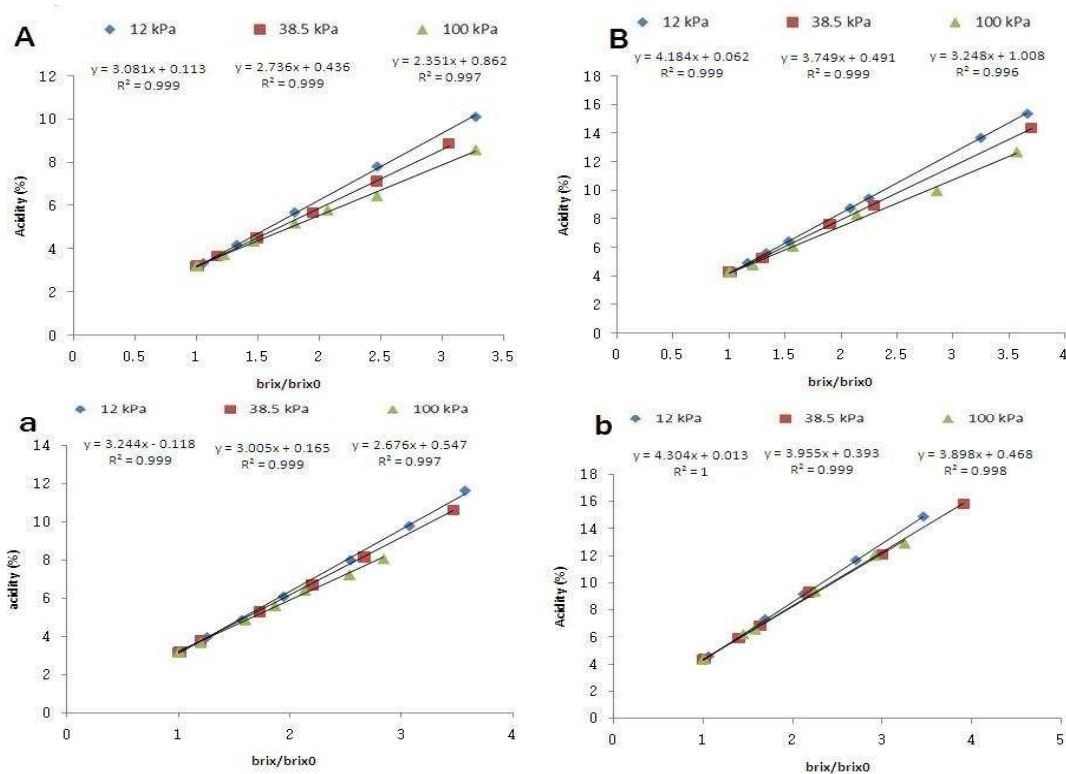 A
12 kPa 38.5 kPa 100 kPa
y = 3.081x + 0.113 y = 2.736x + 0.436 y = 2.351x + 0.862
R² = 0.999 R² = 0.999 R² = 0.997
Acidity (%)
12
10
8
6
4
2
0
0 0.5 1 1.5 2 2.5 3 3.5
brix/brix0
B
12 kPa 38.5 kPa 100 kPa
y = 4.184x + 0.062 y = 3.749x + 0.491 y = 3.248x + 1.008
R² = 0.999 R² = 0.999 R² = 0.996
Acidity (%)
18
16
14
12
10
8
6
4
2
0
0 0.5 1 1.5 2 2.5 3 3.5 4
brix/brix0
a
12 kPa 38.5 kPa 100 kPa
y = 3.244x - 0.118 y = 3.005x + 0.165 y = 2.676x + 0.547
R² = 0.999 R² = 0.999 R² = 0.997
acidity (%)
14
12
10
8
6
4
2
0
0 1 2 3 4
brix/brix0
b
12 kPa 38.5 kPa 100 kPa
y = 4.304x + 0.013 y = 3.955x + 0.393 y = 3.898x + 0.468
R² = 1 R² = 0.999 R² = 0.998
Acidity (%)
18
16
14
12
10
8
6
4
2
0
0 1 2 3 4 5
brix/brix0